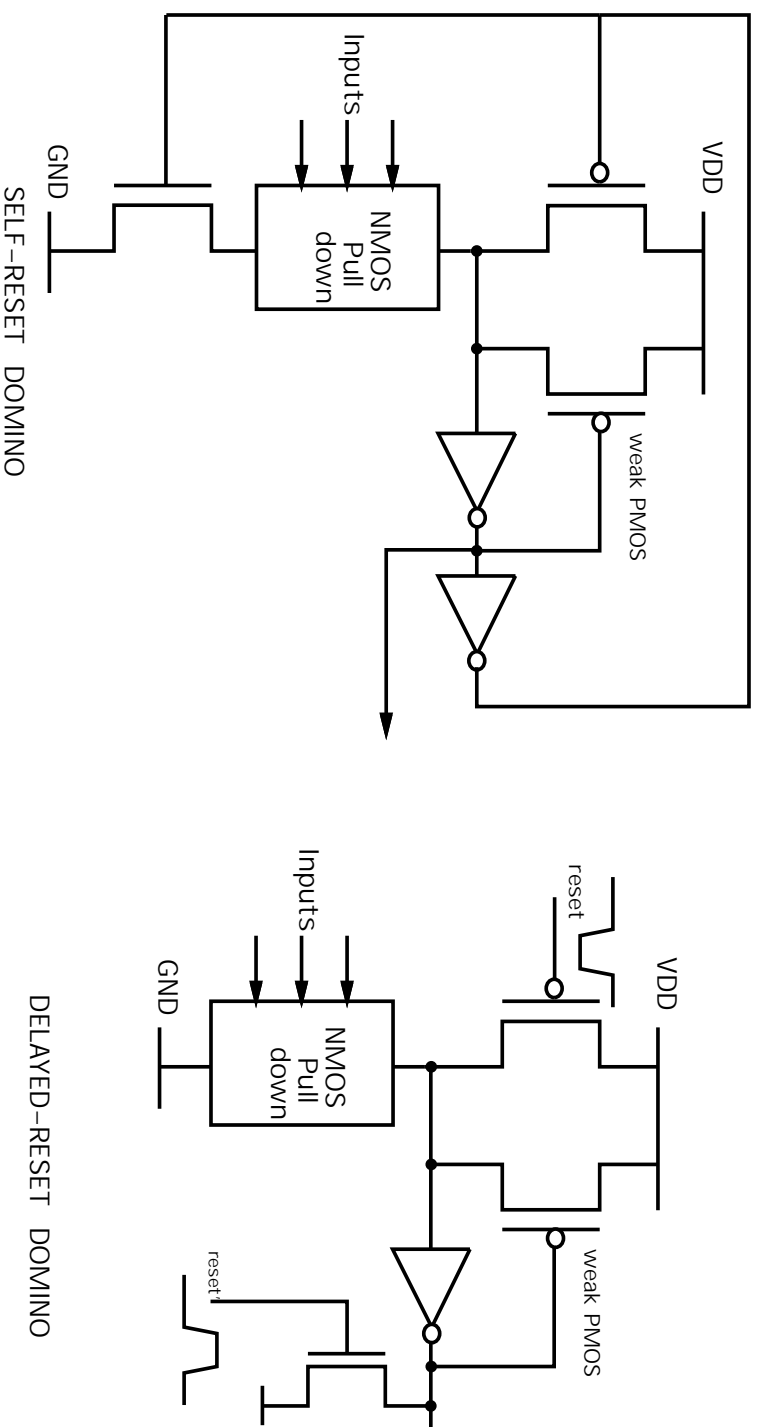 VDD
weak PMOS
Inputs
NMOS
Pull
down
GND
SELF-RESET DOMINO
VDD
reset
weak PMOS
Inputs
NMOS
Pull
down
GND
reset'
DELAYED-RESET DOMINO